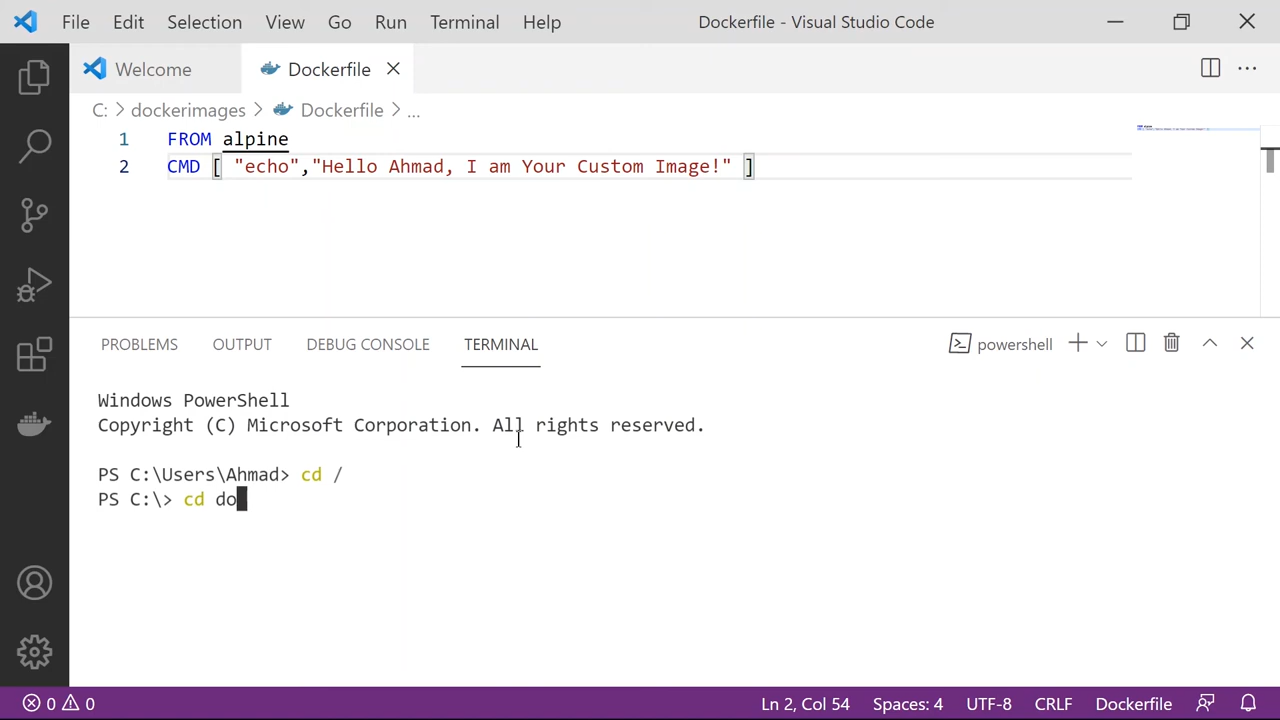 File Edit Selection View Go Run Terminal Help Dockerfile - Visual Studio Code
Welcome Dockerfile
C: > dockerimages > Dockerfile > ...
1 FROM alpine
2 CMD [ "echo","Hello Ahmad, I am Your Custom Image!" ]
PROBLEMS OUTPUT DEBUG CONSOLE TERMINAL powershell
Windows PowerShell
Copyright (C) Microsoft Corporation. All rights reserved.
PS C:\Users\Ahmad> cd /
PS C:\> cd do
0 0 Ln 2, Col 54 Spaces: 4 UTF-8 CRLF Dockerfile